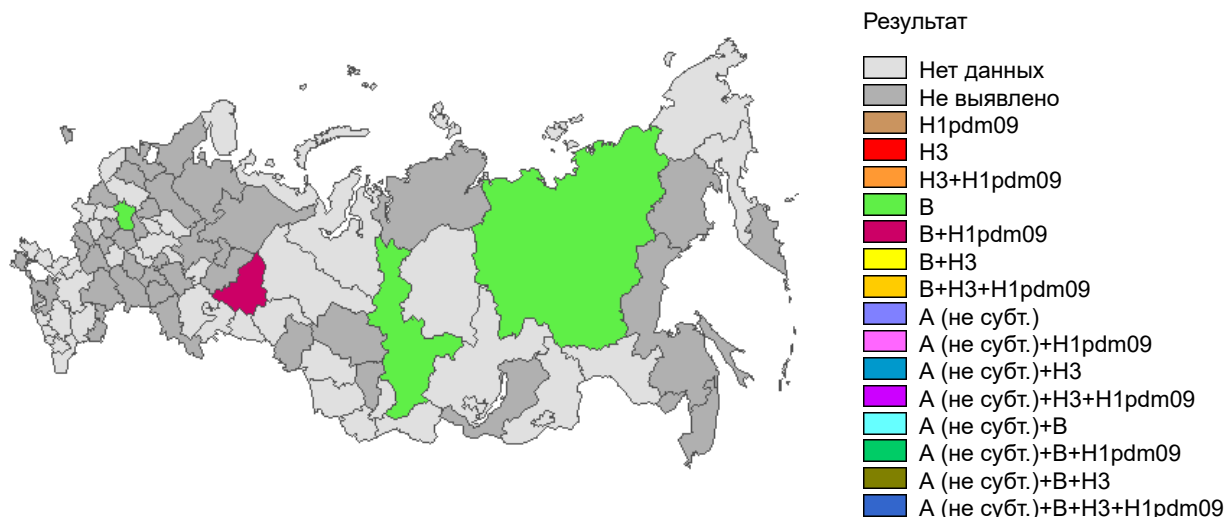 Результат
Нет данных
Не выявлено
H1pdm09
H3
H3+H1pdm09
B
B+H1pdm09
B+H3
B+H3+H1pdm09
А (не субт.)
А (не субт.)+H1pdm09
А (не субт.)+H3
А (не субт.)+H3+H1pdm09
А (не субт.)+B
А (не субт.)+B+H1pdm09
А (не субт.)+B+H3
А (не субт.)+B+H3+H1pdm09